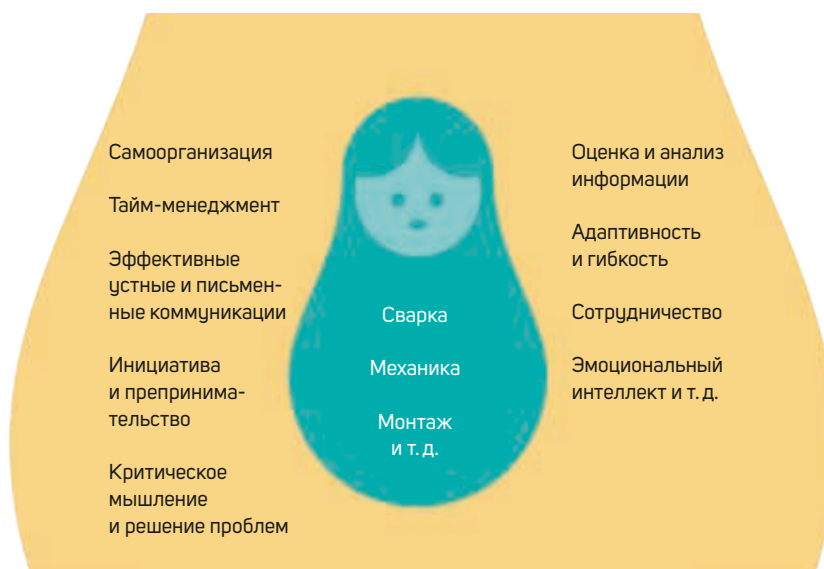 Самоорганизация
Тайм-менеджмент
Эффективные
устные и письмен-
ные коммуникации
Инициатива
и препринима-
тельство
Критическое
мышление
и решение проблем
Сварка
Механика
Монтаж
и т. д.
Оценка и анализ
информации
Адаптивность
и гибкость
Сотрудничество
Эмоциональный
интеллект и т. д.